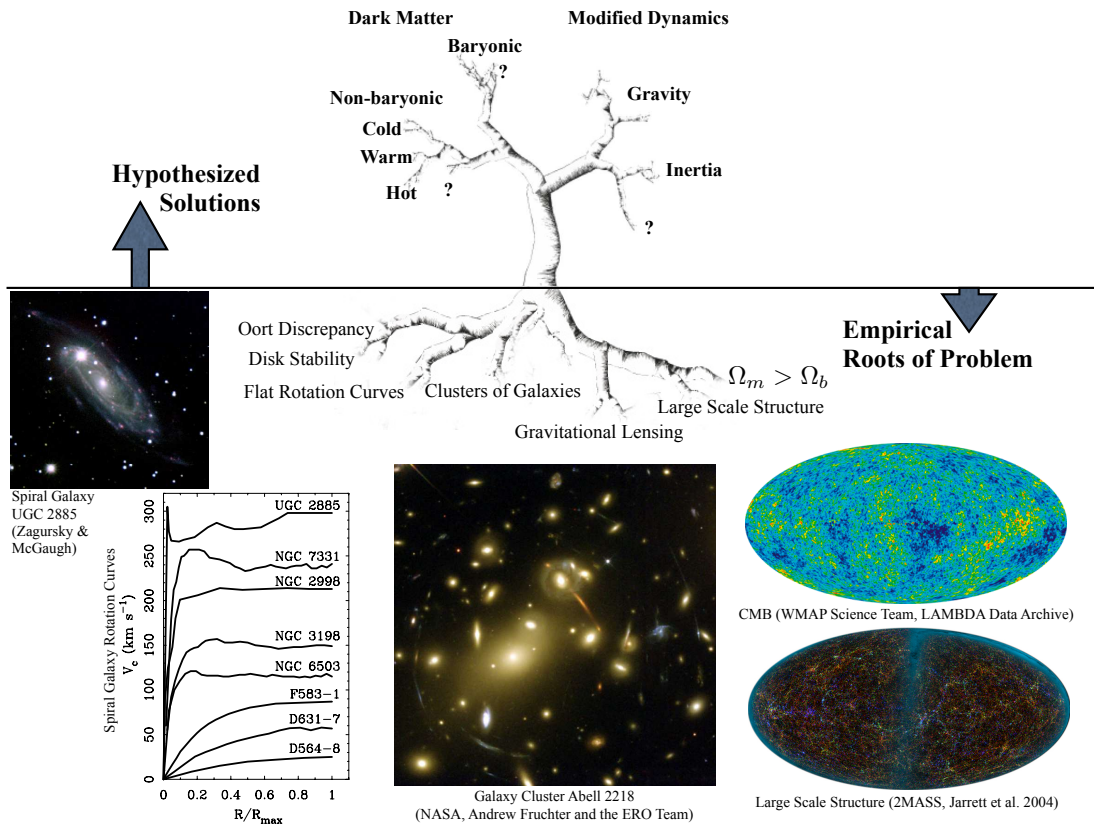 Dark Matter
Modified Dynamics
Baryonic
?
Non-baryonic
Cold
Warm
Hot
?
Gravity
Inertia
?
Hypothesized
Solutions
Oort Discrepancy
Disk Stability
Flat Rotation Curves
Clusters of Galaxies
Gravitational Lensing
Large Scale Structure
Ωm > Ωb
Empirical
Roots of Problem
Spiral Galaxy
UGC 2885
(Zagursky &
McGaugh)
Spiral Galaxy Rotation Curves
Vc (km s⁻¹)
300
250
200
150
100
50
0
UGC 2885
NGC 7331
NGC 2998
NGC 3198
NGC 6503
F583-1
D631-7
D564-8
0 0.2 0.4 0.6 0.8 1
R/Rmax
Galaxy Cluster Abell 2218
(NASA, Andrew Fruchter and the ERO Team)
CMB (WMAP Science Team, LAMBDA Data Archive)
Large Scale Structure (2MASS, Jarrett et al. 2004)